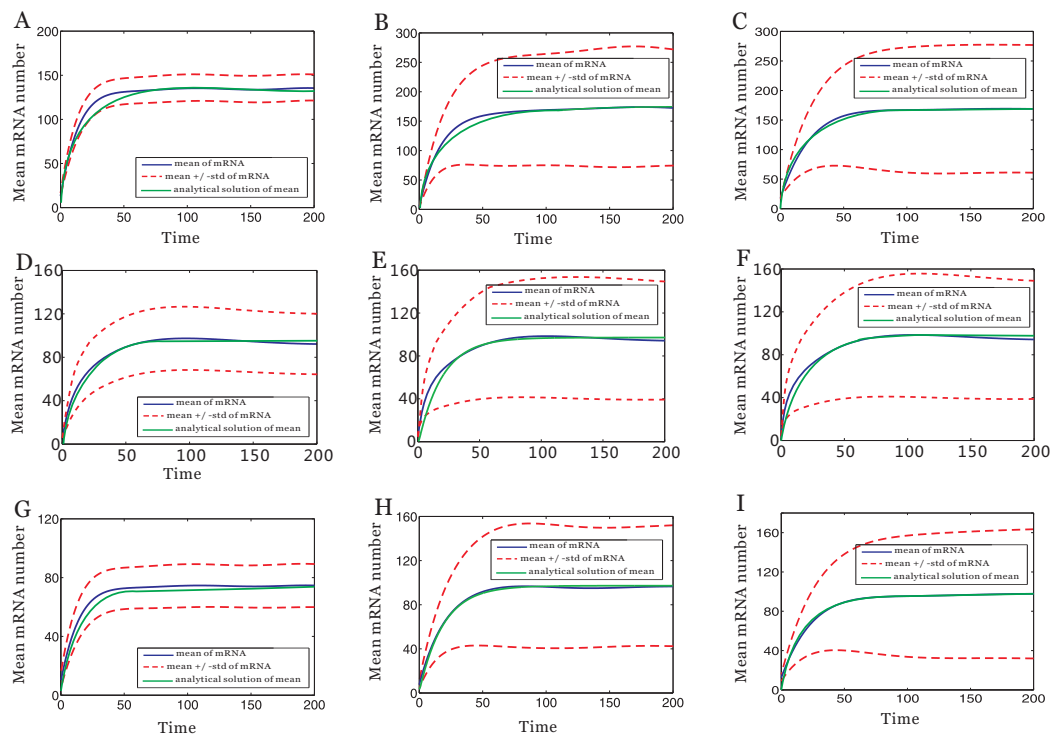 A
Mean mRNA number
200
150
100
50
0
mean of mRNA
mean +/-std of mRNA
analytical solution of mean
0 50 100 150 200
Time
B
Mean mRNA number
300
250
200
150
100
50
0
mean of mRNA
mean +/-std of mRNA
analytical solution of mean
0 50 100 150 200
Time
C
Mean mRNA number
300
250
200
150
100
50
0
mean of mRNA
mean +/-std of mRNA
analytical solution of mean
0 50 100 150 200
Time
D
Mean mRNA number
160
120
80
40
0
mean of mRNA
mean +/-std of mRNA
analytical solution of mean
0 50 100 150 200
Time
E
Mean mRNA number
160
120
80
40
0
mean of mRNA
mean +/-std of mRNA
analytical solution of mean
0 50 100 150 200
F
Mean mRNA number
160
120
80
40
0
mean of mRNA
mean +/-std of mRNA
analytical solution of mean
0 50 100 150 200
G
Mean mRNA number
120
80
40
0
mean of mRNA
mean +/-std of mRNA
analytical solution of mean
0 50 100 150 200
Time
H
Mean mRNA number
160
120
80
40
0
mean of mRNA
mean +/-std of mRNA
analytical solution of mean
0 50 100 150 200
Time
I
Mean mRNA number
160
120
80
40
0
mean of mRNA
mean +/-std of mRNA
analytical solution of mean
0 50 100 150 200
Time